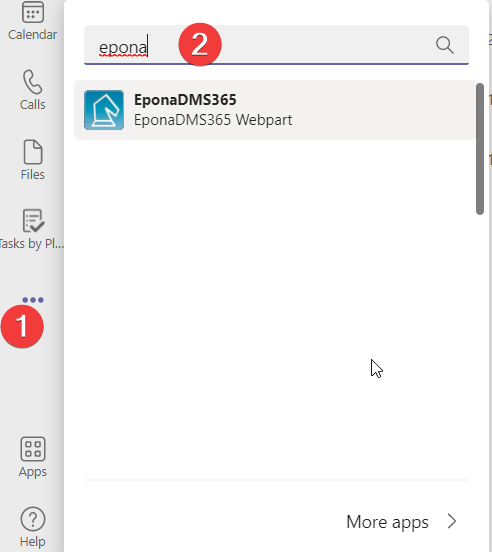 Calendar
Calls
Files
Tasks by Pl...
1
Apps
Help
epona
2
EponaDMS365
EponaDMS365 Webpart
More apps